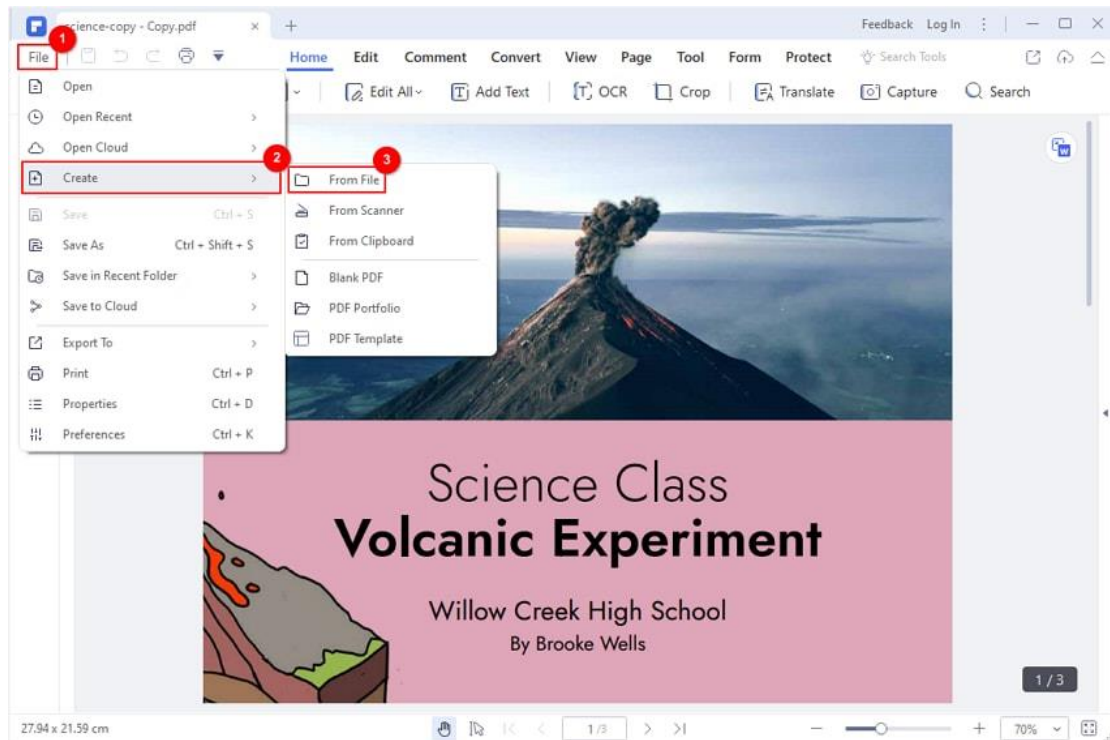 science-copy - Copy.pdf × + Feedback Log In
1
File Home Edit Comment Convert View Page Tool Form Protect Search Tools
Edit All Add Text OCR Crop Translate Capture Search
Open
Open Recent
Open Cloud
2
Create
Save Ctrl + S
Save As Ctrl + Shift + S
Save in Recent Folder
Save to Cloud
Export To
Print Ctrl + P
Properties Ctrl + D
Preferences Ctrl + K
3
From File
From Scanner
From Clipboard
Blank PDF
PDF Portfolio
PDF Template
Science Class
Volcanic Experiment
Willow Creek High School
By Brooke Wells
1 / 3
27.94 x 21.59 cm 1 /3 70%